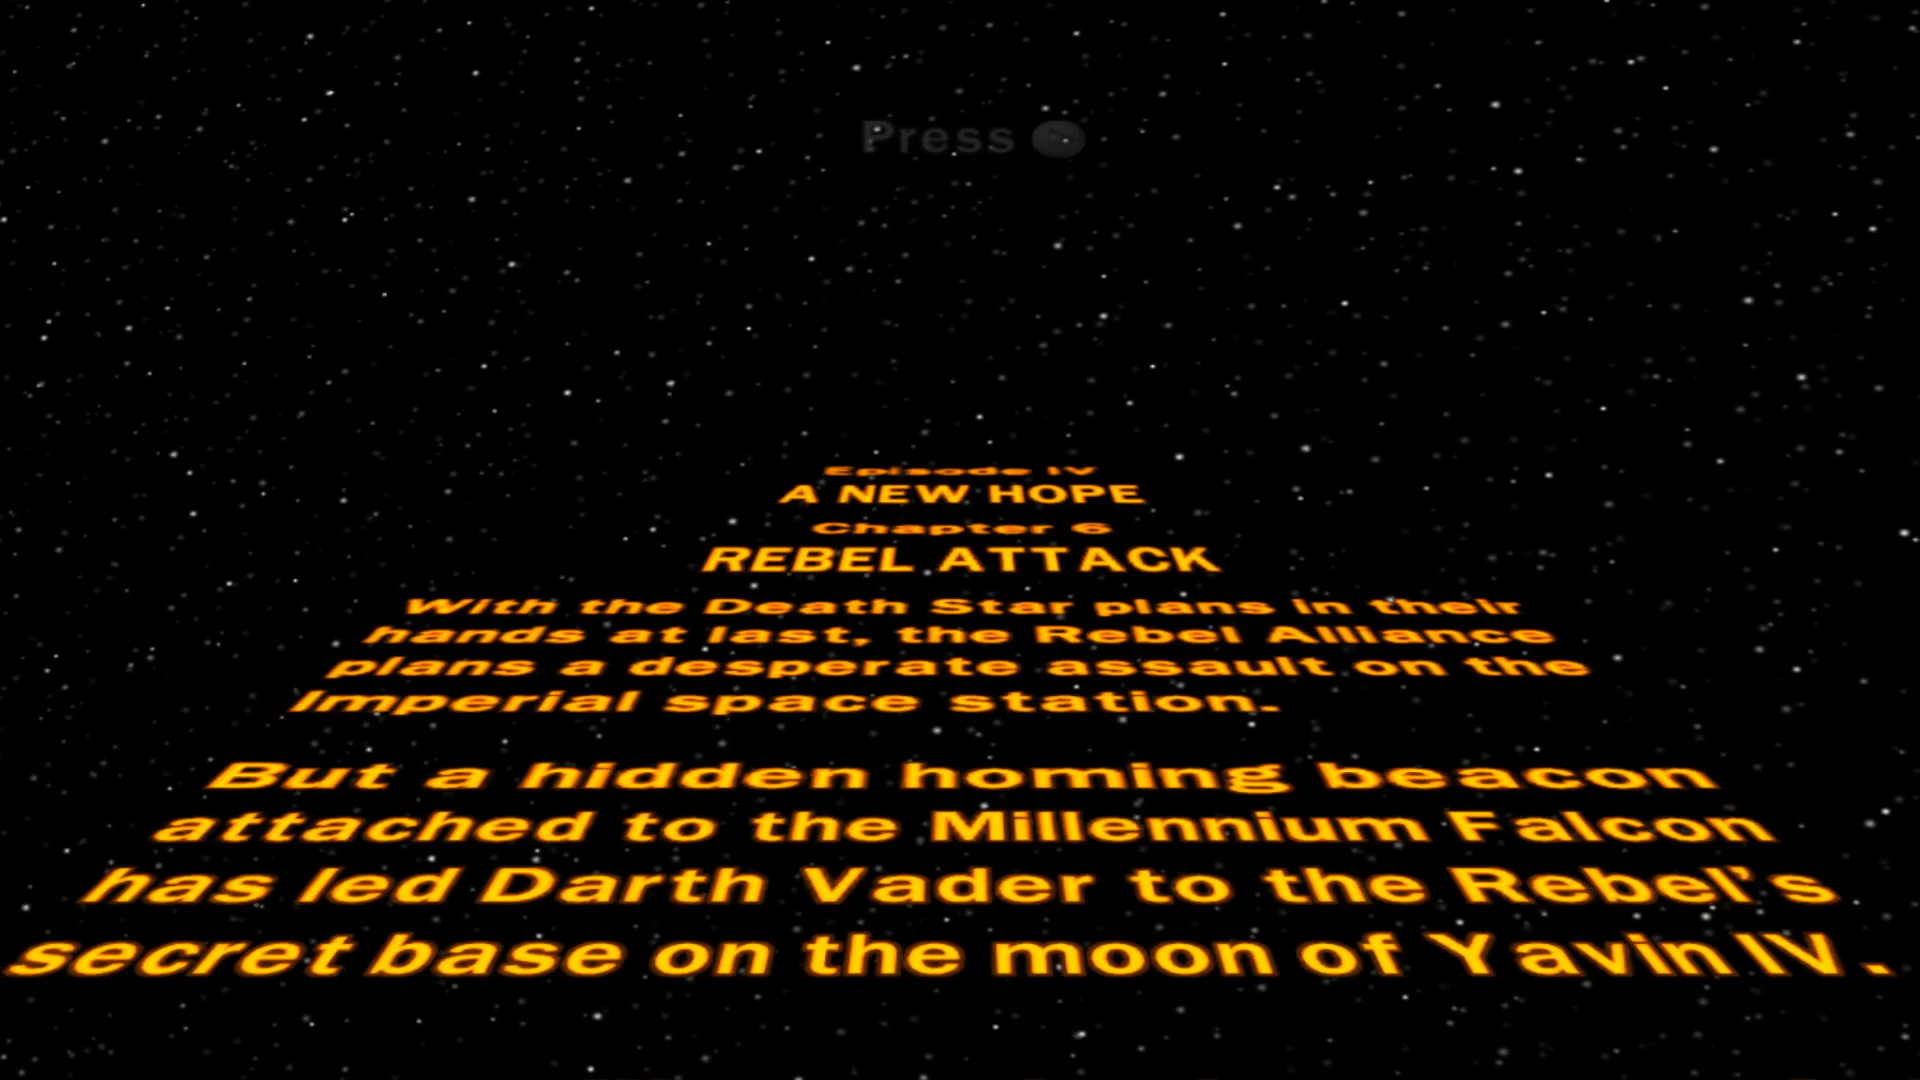 Press
Episode IV
A NEW HOPE
Chapter 6
REBEL ATTACK
With the Death Star plans in their
hands at last, the Rebel Alliance
plans a desperate assault on the
Imperial space station.
But a hidden homing beacon
attached to the Millennium Falcon
has led Darth Vader to the Rebel's
secret base on the moon of Yavin IV.